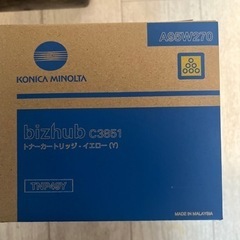 A95W270
KONICA MINOLTA
bizhub C3851
トナーカートリッジ・イエロー(Y)
TNP49Y
MADE IN MALAYSIA